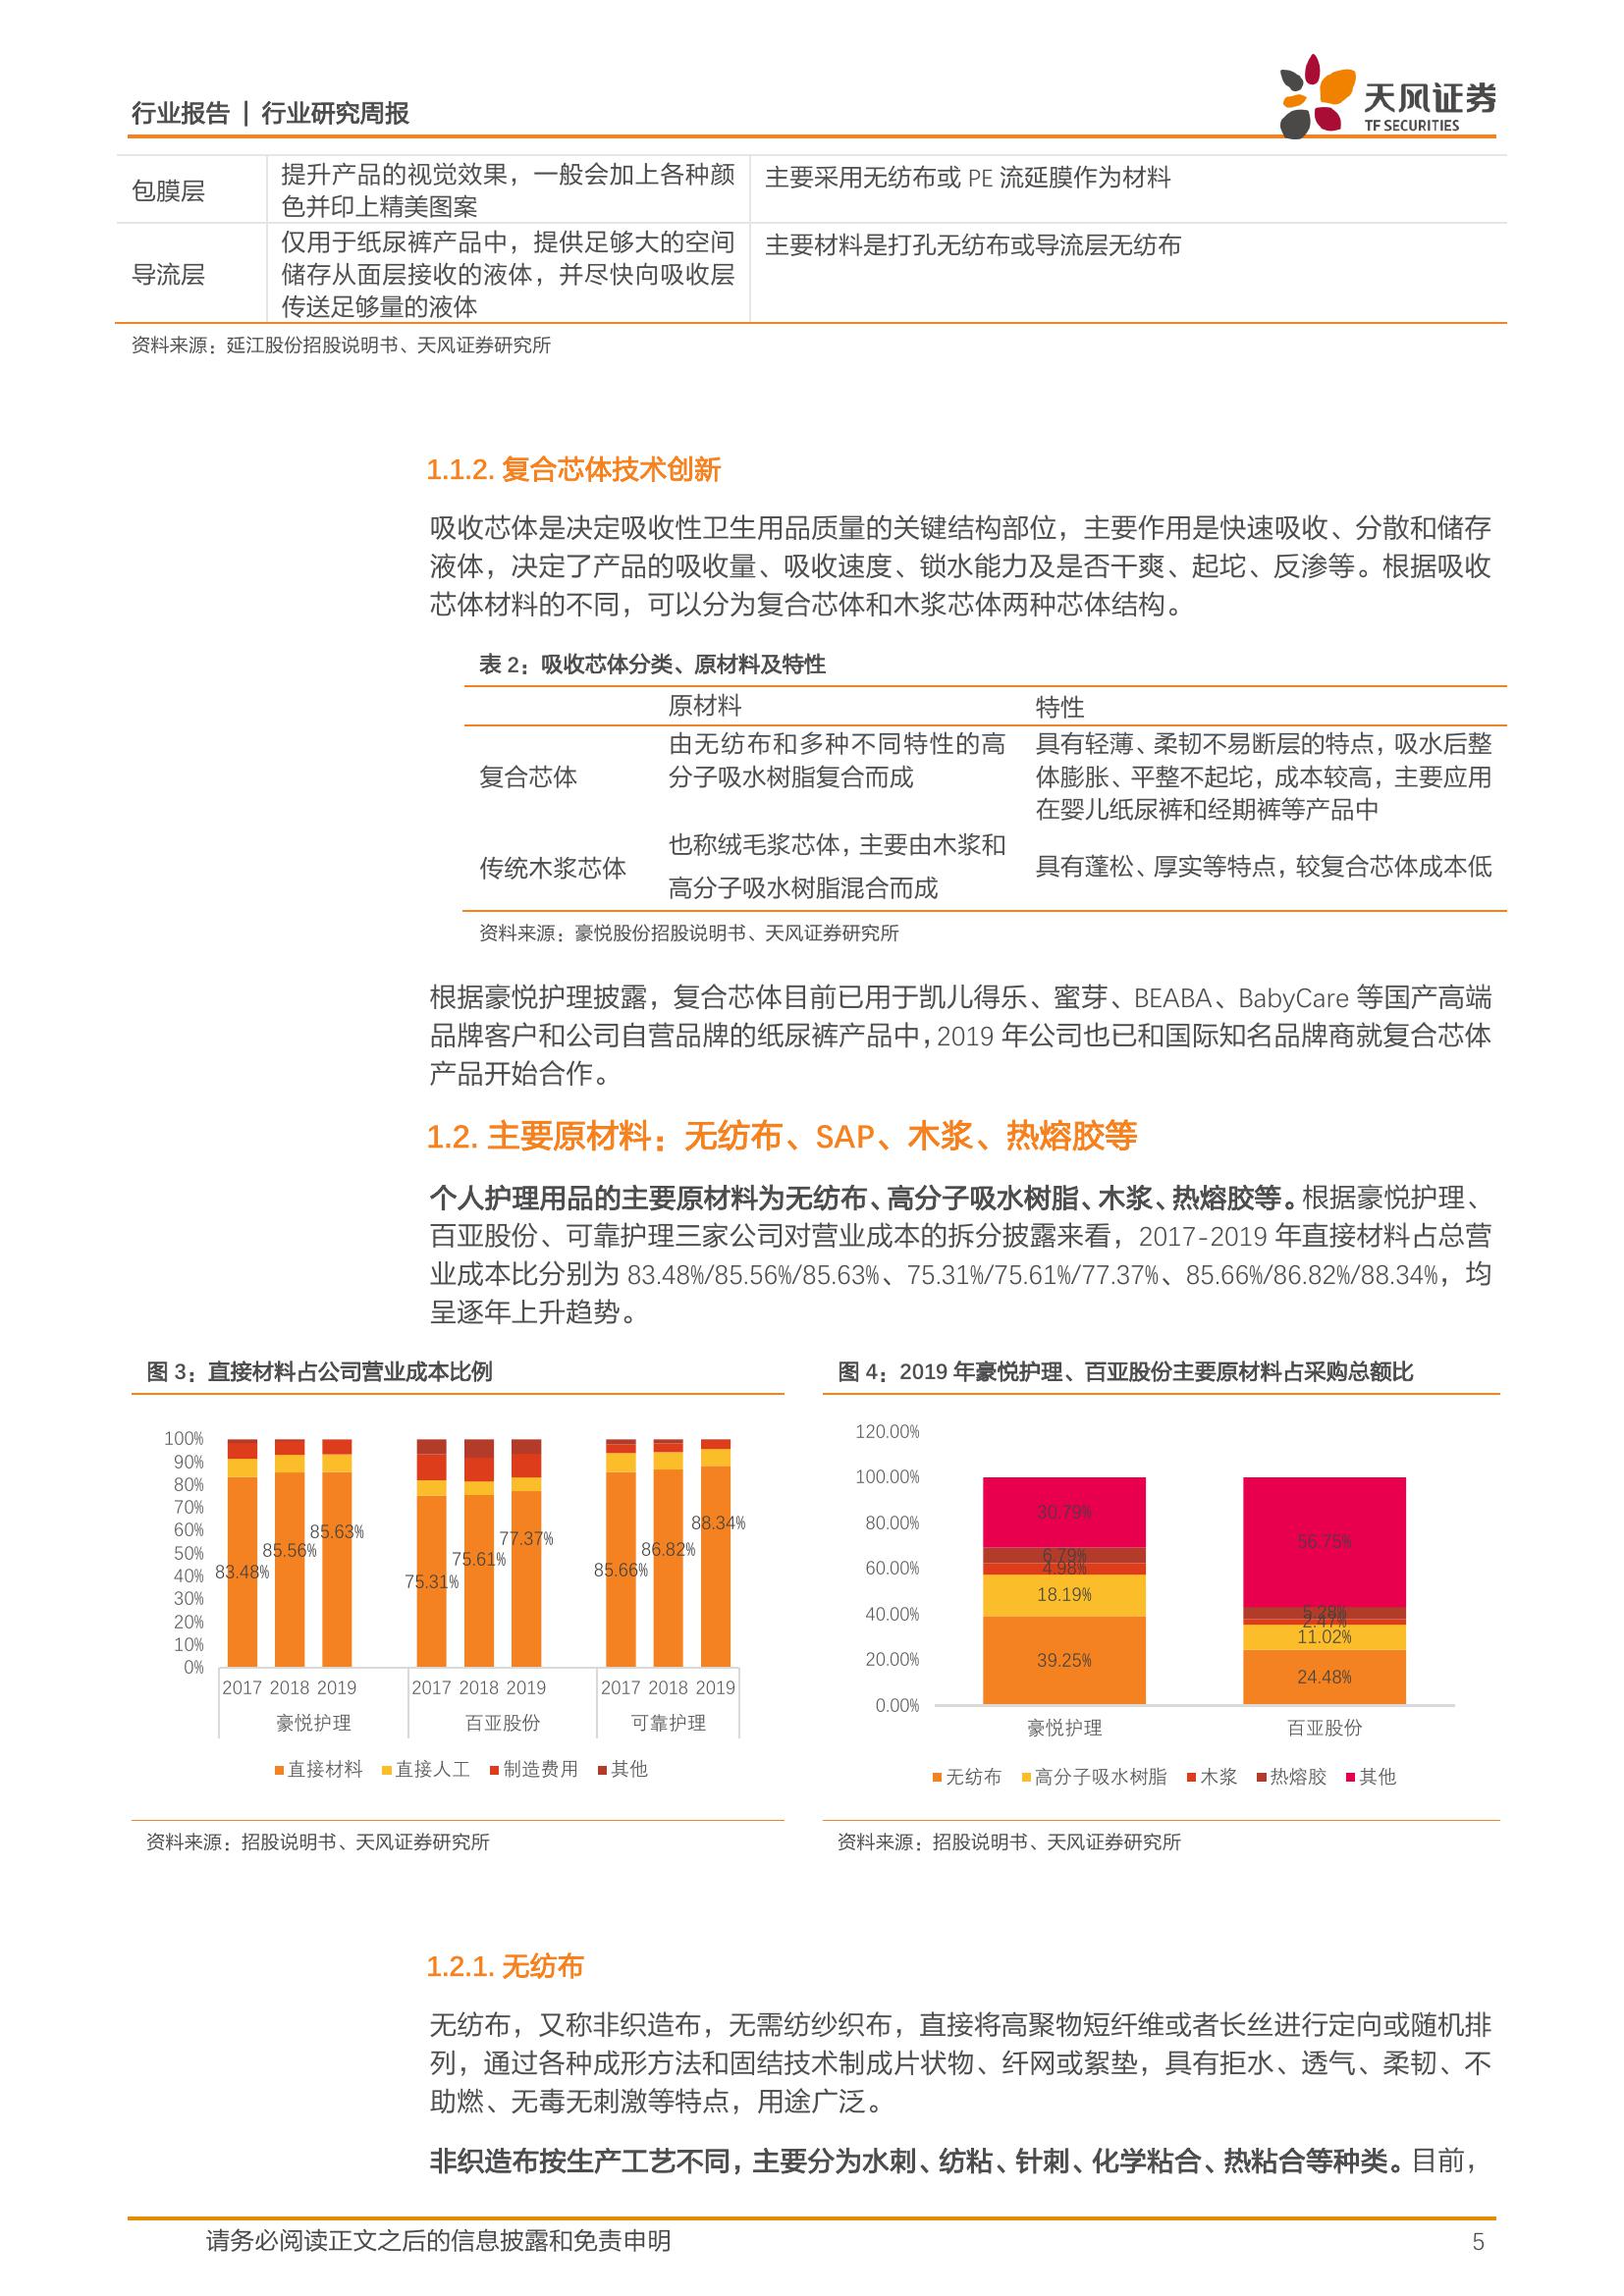 行业报告 | 行业研究周报
天风证券
TF SECURITIES
包膜层
提升产品的视觉效果，一般会加上各种颜
色并印上精美图案
主要采用无纺布或 PE 流延膜作为材料
导流层
仅用于纸尿裤产品中，提供足够大的空间
储存从面层接收的液体，并尽快向吸收层
传送足够量的液体
主要材料是打孔无纺布或导流层无纺布
资料来源：延江股份招股说明书、天风证券研究所
1.1.2. 复合芯体技术创新
吸收芯体是决定吸收性卫生用品质量的关键结构部位，主要作用是快速吸收、分散和储存
液体，决定了产品的吸收量、吸收速度、锁水能力及是否干爽、起坨、反渗等。根据吸收
芯体材料的不同，可以分为复合芯体和木浆芯体两种芯体结构。
表 2：吸收芯体分类、原材料及特性
原材料
特性
复合芯体
由无纺布和多种不同特性的高
分子吸水树脂复合而成
具有轻薄、柔韧不易断层的特点，吸水后整
体膨胀、平整不起坨，成本较高，主要应用
在婴儿纸尿裤和经期裤等产品中
传统木浆芯体
也称绒毛浆芯体，主要由木浆和
高分子吸水树脂混合而成
具有蓬松、厚实等特点，较复合芯体成本低
资料来源：豪悦股份招股说明书、天风证券研究所
根据豪悦护理披露，复合芯体目前已用于凯儿得乐、蜜芽、BEABA、BabyCare 等国产高端
品牌客户和公司自营品牌的纸尿裤产品中，2019 年公司也已和国际知名品牌商就复合芯体
产品开始合作。
1.2. 主要原材料：无纺布、SAP、木浆、热熔胶等
个人护理用品的主要原材料为无纺布、高分子吸水树脂、木浆、热熔胶等。根据豪悦护理、
百亚股份、可靠护理三家公司对营业成本的拆分披露来看，2017-2019 年直接材料占总营
业成本比分别为 83.48%/85.56%/85.63%、75.31%/75.61%/77.37%、85.66%/86.82%/88.34%，均
呈逐年上升趋势。
图 3：直接材料占公司营业成本比例
100%
90%
80%
70%
60%
50%
40%
30%
20%
10%
0%
83.48%
85.56%
85.63%
75.31%
75.61%
77.37%
85.66%
86.82%
88.34%
2017 2018 2019 2017 2018 2019 2017 2018 2019
豪悦护理 百亚股份 可靠护理
直接材料 直接人工 制造费用 其他
资料来源：招股说明书、天风证券研究所
图 4：2019 年豪悦护理、百亚股份主要原材料占采购总额比
120.00%
100.00%
80.00%
60.00%
40.00%
20.00%
0.00%
30.79%
6.79%
4.98%
18.19%
39.25%
56.75%
5.28%
2.47%
11.02%
24.48%
豪悦护理 百亚股份
无纺布 高分子吸水树脂 木浆 热熔胶 其他
资料来源：招股说明书、天风证券研究所
1.2.1. 无纺布
无纺布，又称非织造布，无需纺纱织布，直接将高聚物短纤维或者长丝进行定向或随机排
列，通过各种成形方法和固结技术制成片状物、纤网或絮垫，具有拒水、透气、柔韧、不
助燃、无毒无刺激等特点，用途广泛。
非织造布按生产工艺不同，主要分为水刺、纺粘、针刺、化学粘合、热粘合等种类。目前，
请务必阅读正文之后的信息披露和免责申明
5